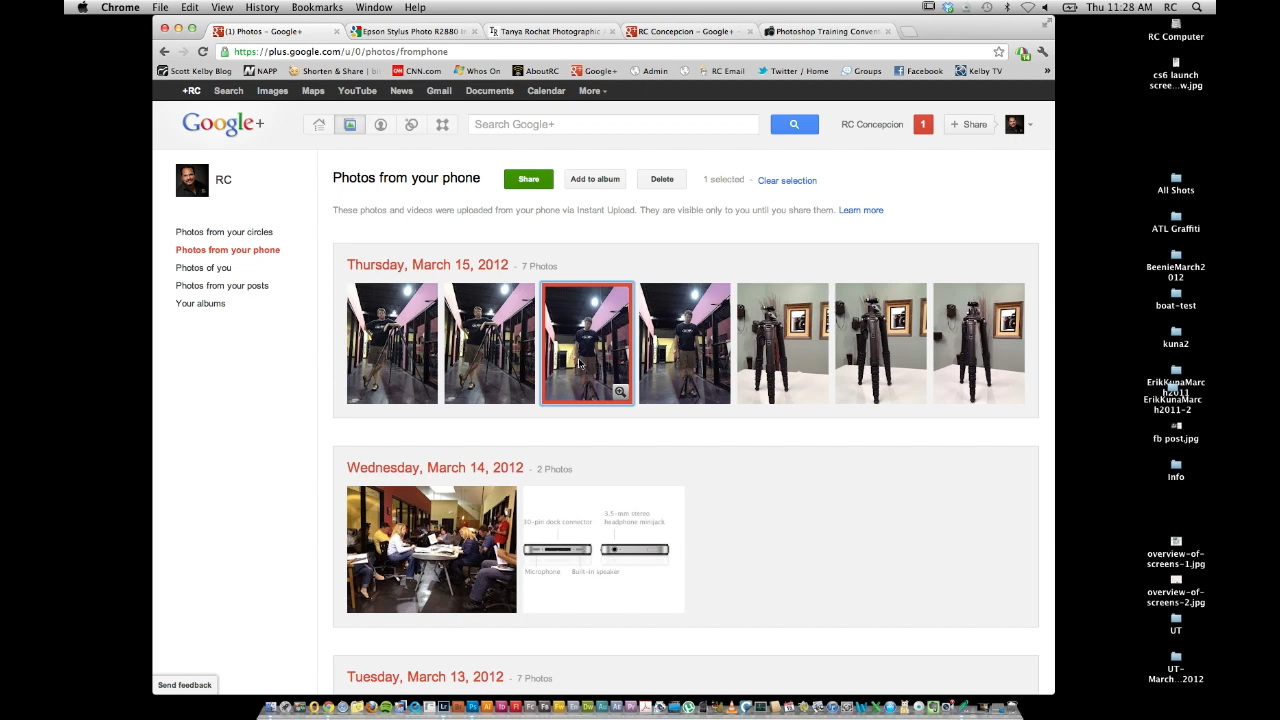 Chrome File Edit View History Bookmarks Window Help Thu 11:28 AM RC
(1) Photos – Google+ Epson Stylus Photo R2880 Tanya Rochat Photographic RC Concepcion – Google+ Photoshop Training Convent
https://plus.google.com/u/0/photos/fromphone
14
Scott Kelby Blog NAPP Shorten & Share | bi CNN.com Whos On AboutRC Google+ Admin RC Email Twitter / Home Groups Facebook Kelby TV »
+RC Search Images Maps YouTube News Gmail Documents Calendar More
Google+ Search Google+ RC Concepcion 1 + Share
RC
Photos from your circles
Photos from your phone
Photos of you
Photos from your posts
Your albums
Photos from your phone Share Add to album Delete 1 selected - Clear selection
These photos and videos were uploaded from your phone via Instant Upload. They are visible only to you until you share them. Learn more
Thursday, March 15, 2012 - 7 Photos
Wednesday, March 14, 2012 - 2 Photos
30-pin dock connector
3.5-mm stereo
headphone minijack
Microphone Built-in speaker
Tuesday, March 13, 2012 - 7 Photos
Send feedback
RC Computer
cs6 launch
scree...w.jpg
All Shots
ATL Graffiti
BeenieMarch2
012
boat-test
kuna2
ErikKunaMarc
h2011
ErikKunaMarc
h2011-2
fb post.jpg
Info
overview-of-
screens-1.jpg
overview-of-
screens-2.jpg
UT
UT-
March...2012